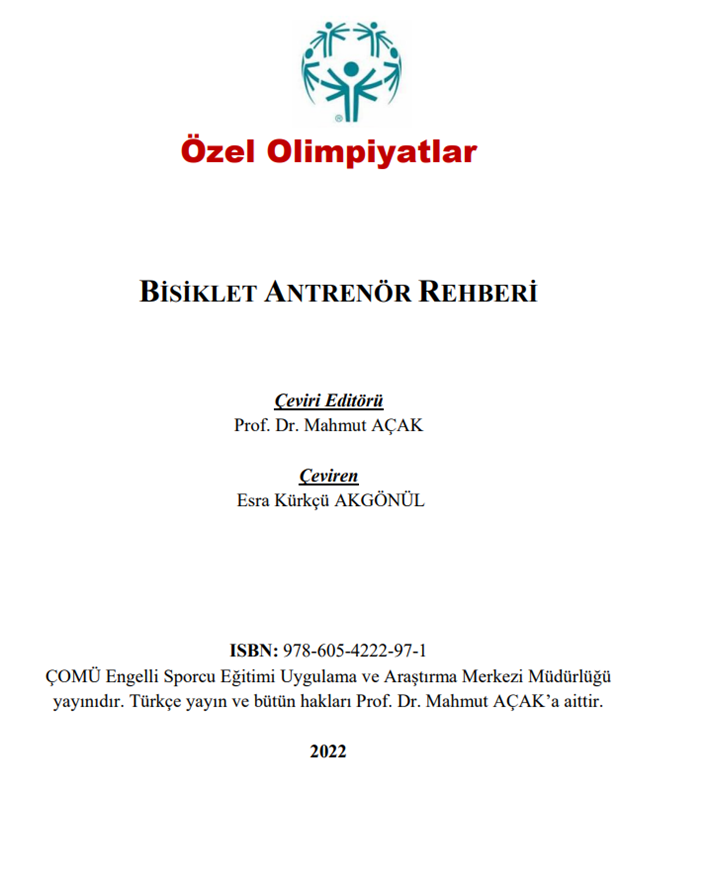 ®
Özel Olimpiyatlar
BİSİKLET ANTRENÖR REHBERİ
Çeviri Editörü
Prof. Dr. Mahmut AÇAK
Çeviren
Esra Kürkçü AKGÖNÜL
ISBN: 978-605-4222-97-1
ÇOMÜ Engelli Sporcu Eğitimi Uygulama ve Araştırma Merkezi Müdürlüğü
yayınıdır. Türkçe yayın ve bütün hakları Prof. Dr. Mahmut AÇAK’a aittir.
2022